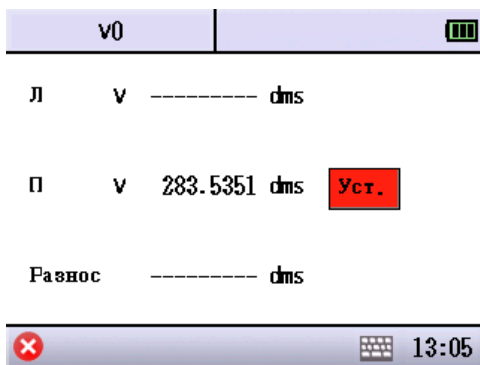 v0
Л v --------- dms
П v 283.5351 dms Уст.
Разнос --------- dms
13:05